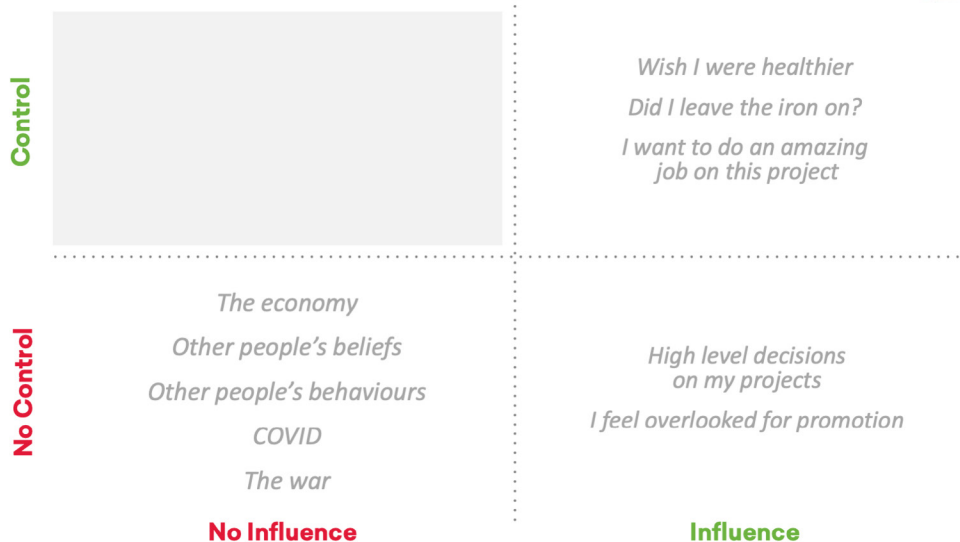 Control
Wish I were healthier
Did I leave the iron on?
I want to do an amazing
job on this project
No Control
The economy
Other people’s beliefs
Other people’s behaviours
COVID
The war
High level decisions
on my projects
I feel overlooked for promotion
No Influence
Influence